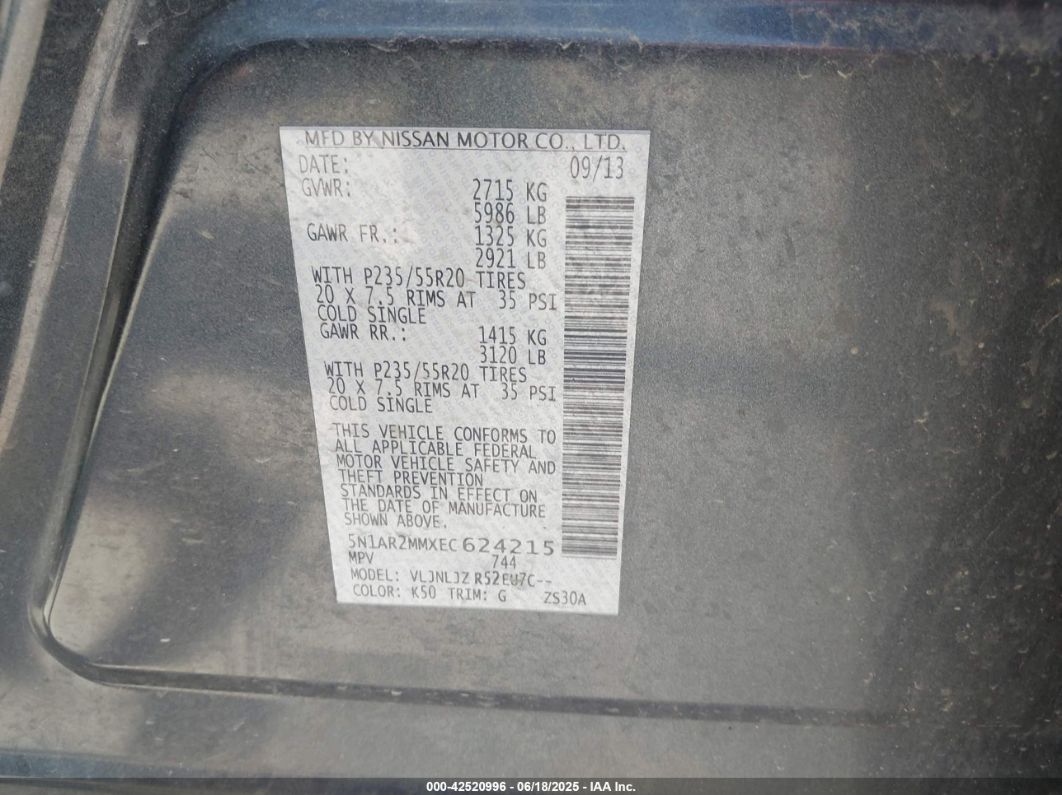 MFD BY NISSAN MOTOR CO., LTD.
DATE: 09/13
GVWR: 2715 KG
5986 LB
GAWR FR.: 1325 KG
2921 LB
WITH P235/55R20 TIRES
20 X 7.5 RIMS AT 35 PSI
COLD SINGLE
GAWR RR.: 1415 KG
3120 LB
WITH P235/55R20 TIRES
20 X 7.5 RIMS AT 35 PSI
COLD SINGLE
THIS VEHICLE CONFORMS TO
ALL APPLICABLE FEDERAL
MOTOR VEHICLE SAFETY AND
THEFT PREVENTION
STANDARDS IN EFFECT ON
THE DATE OF MANUFACTURE
SHOWN ABOVE.
5N1AR2MMXEC624215
MPV 744
MODEL: VLJNLJZ R52EU7C--
COLOR: K50 TRIM: G ZS30A
000-42520996 - 06/18/2025 - IAA Inc.